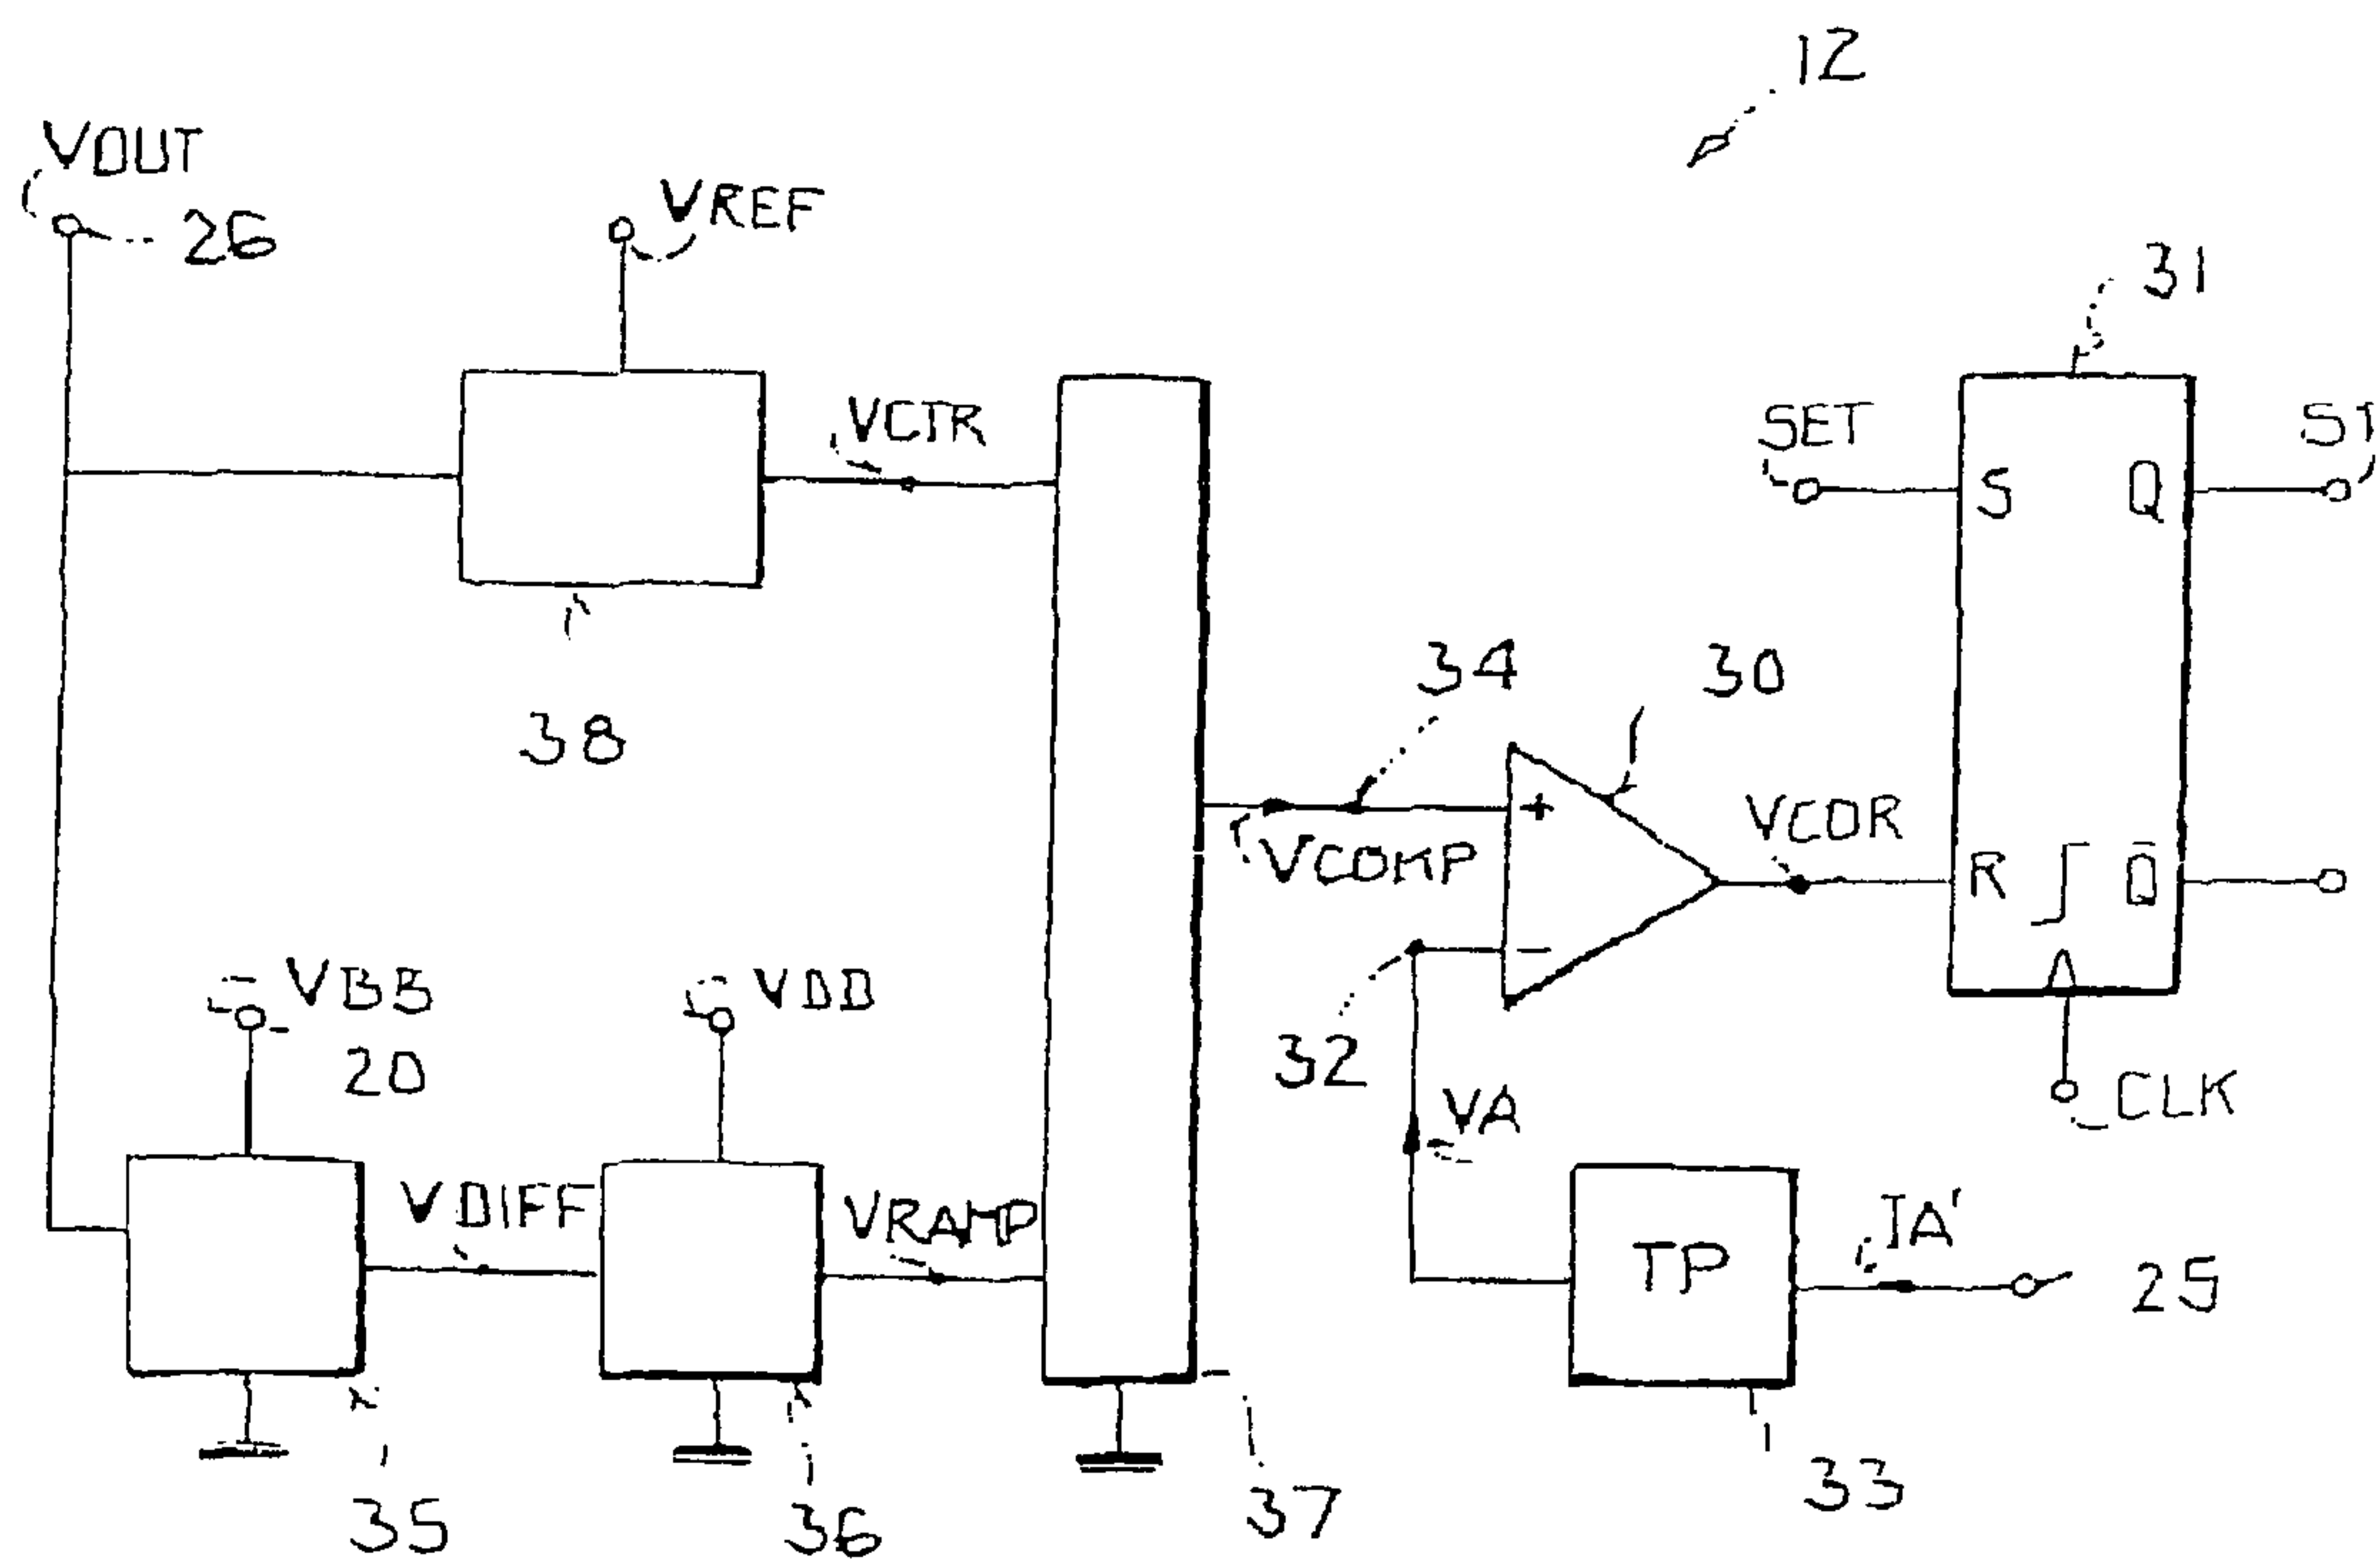 12
VOUT
26
VREF
31
VCTR
SET
ST
S
Q
38
34
30
VCOMP
VCOR
+
R
Q̅
−
VBB
20
VDD
32
CLK
VA
VDIFF
VRAMP
TP
IA'
25
35
36
37
33